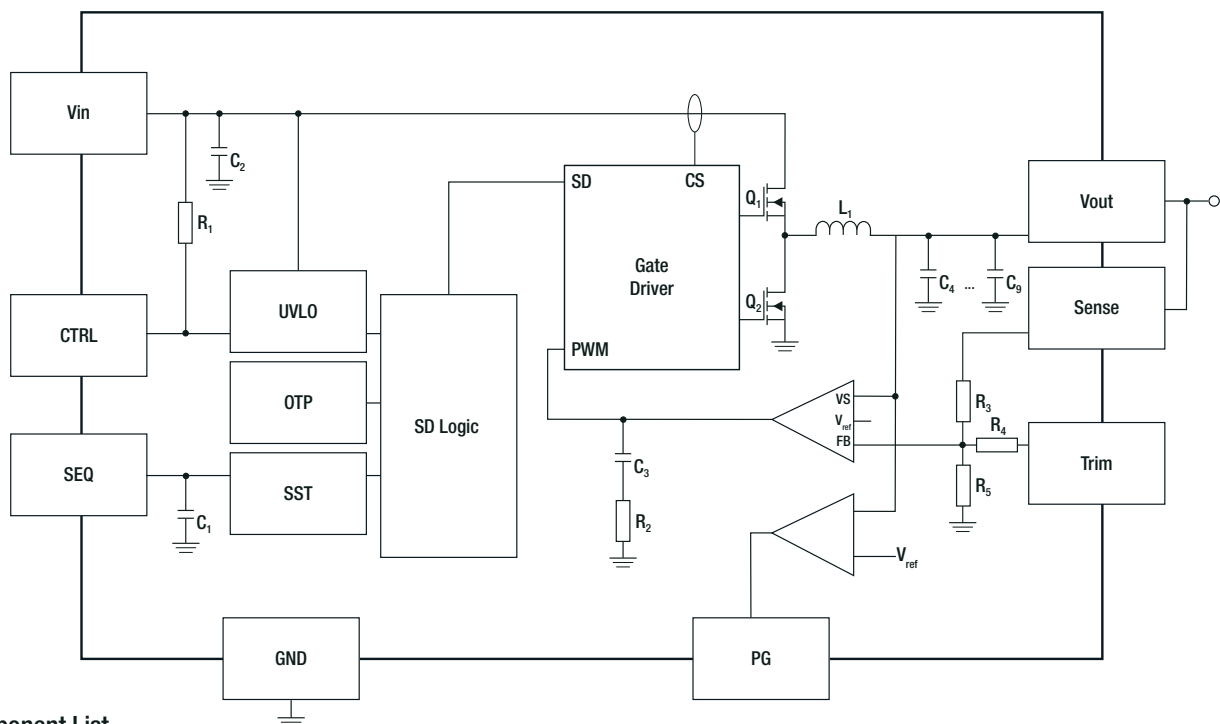 Vin
C2
R1
SD
CS
Q1
L1
Vout
Gate
Driver
CTRL
UVLO
Q2
C4
...
C9
Sense
PWM
OTP
SD Logic
VS
Vref
FB
R3
R4
Trim
SEQ
C1
SST
C3
R2
R5
Vref
GND
PG